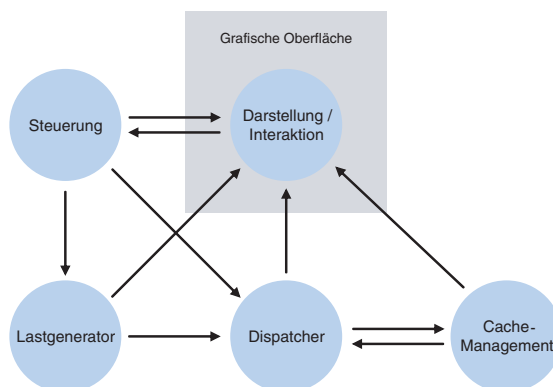 Grafische Oberfläche
Steuerung
Darstellung /
Interaktion
Lastgenerator
Dispatcher
Cache-
Management